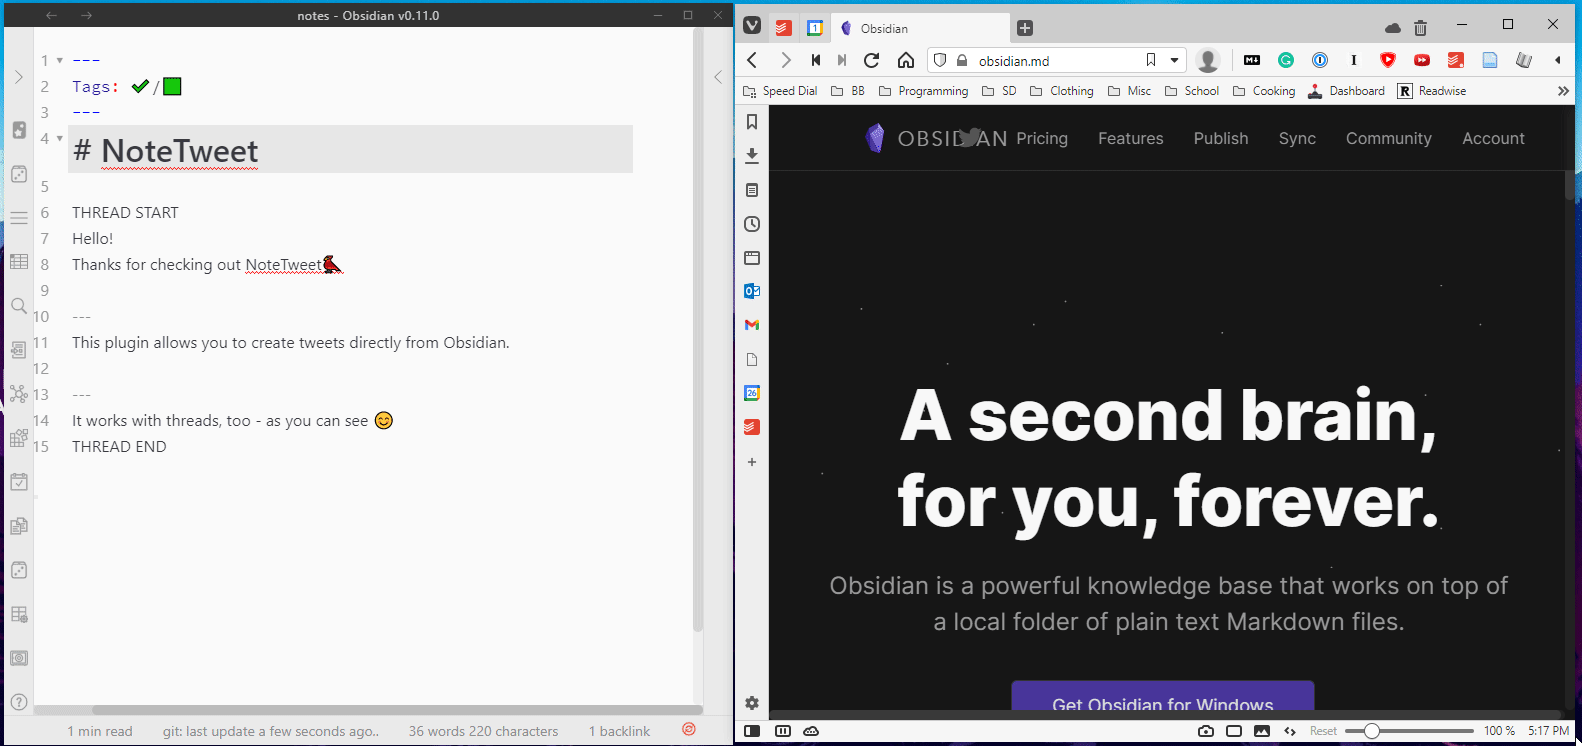 notes - Obsidian v0.11.0
1 ---
2 Tags: ✔/🟩
3 ---
4 # NoteTweet
5
6 THREAD START
7 Hello!
8 Thanks for checking out NoteTweet
9
10 ---
11 This plugin allows you to create tweets directly from Obsidian.
12
13 ---
14 It works with threads, too - as you can see 😊
15 THREAD END
1 min read git: last update a few seconds ago.. 36 words 220 characters 1 backlink
Obsidian
obsidian.md
Speed Dial BB Programming SD Clothing Misc School Cooking Dashboard Readwise
OBSIDIAN Pricing Features Publish Sync Community Account
A second brain,
for you, forever.
Obsidian is a powerful knowledge base that works on top of
a local folder of plain text Markdown files.
Get Obsidian for Windows
Reset 100 % 5:17 PM